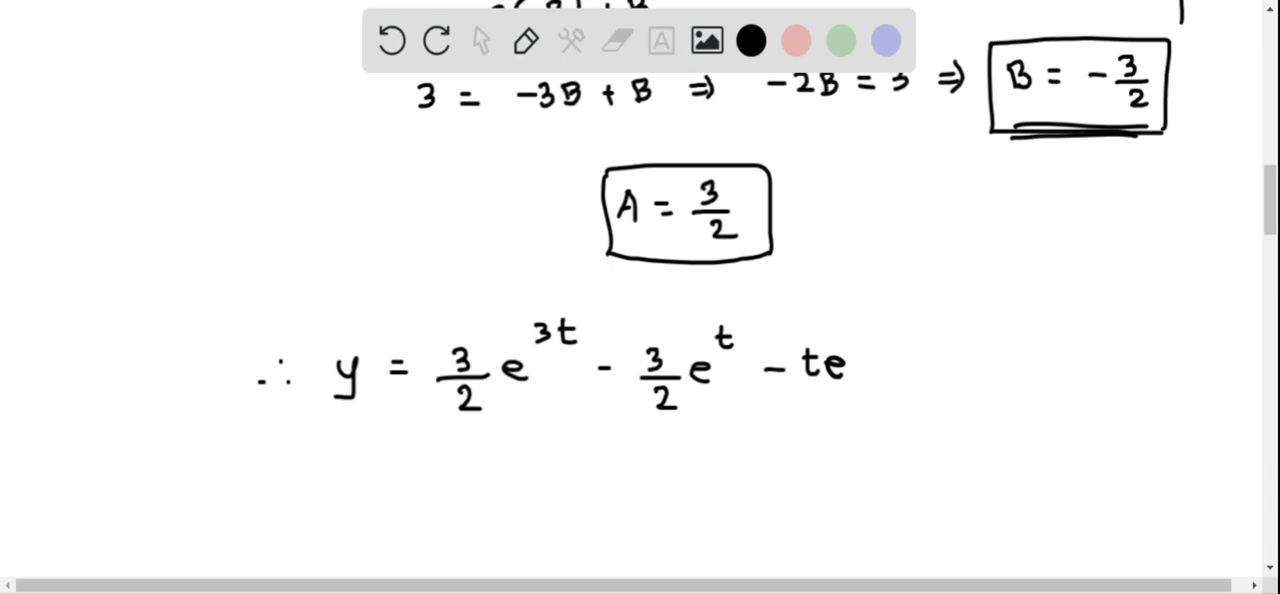 3 = -3B + B ⇒ -2B = 3 ⇒ B = -3/2
A = 3/2
∴ y = 3/2 e^{3t} - 3/2 e^{t} - te